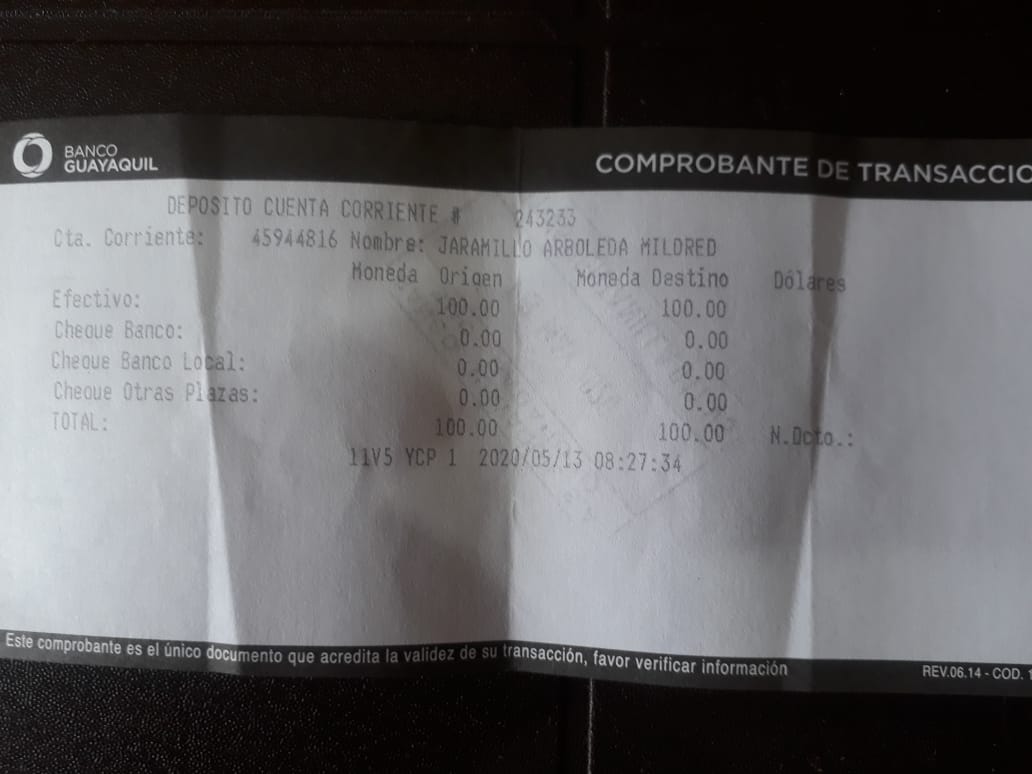 BANCO
GUAYAQUIL
COMPROBANTE DE TRANSACCIO
DEPOSITO CUENTA CORRIENTE # 243233
Cta. Corriente: 45944816 Nombre: JARAMILLO ARBOLEDA MILDRED
Moneda Origen Moneda Destino Dólares
Efectivo: 100.00 100.00
Cheque Banco: 0.00 0.00
Cheque Banco Local: 0.00 0.00
Cheque Otras Plazas: 0.00 0.00
TOTAL: 100.00 100.00 N.Dcto.:
11V5 YCP 1 2020/05/13 08:27:34
Este comprobante es el único documento que acredita la validez de su transacción, favor verificar información
REV.06.14 - COD. 1